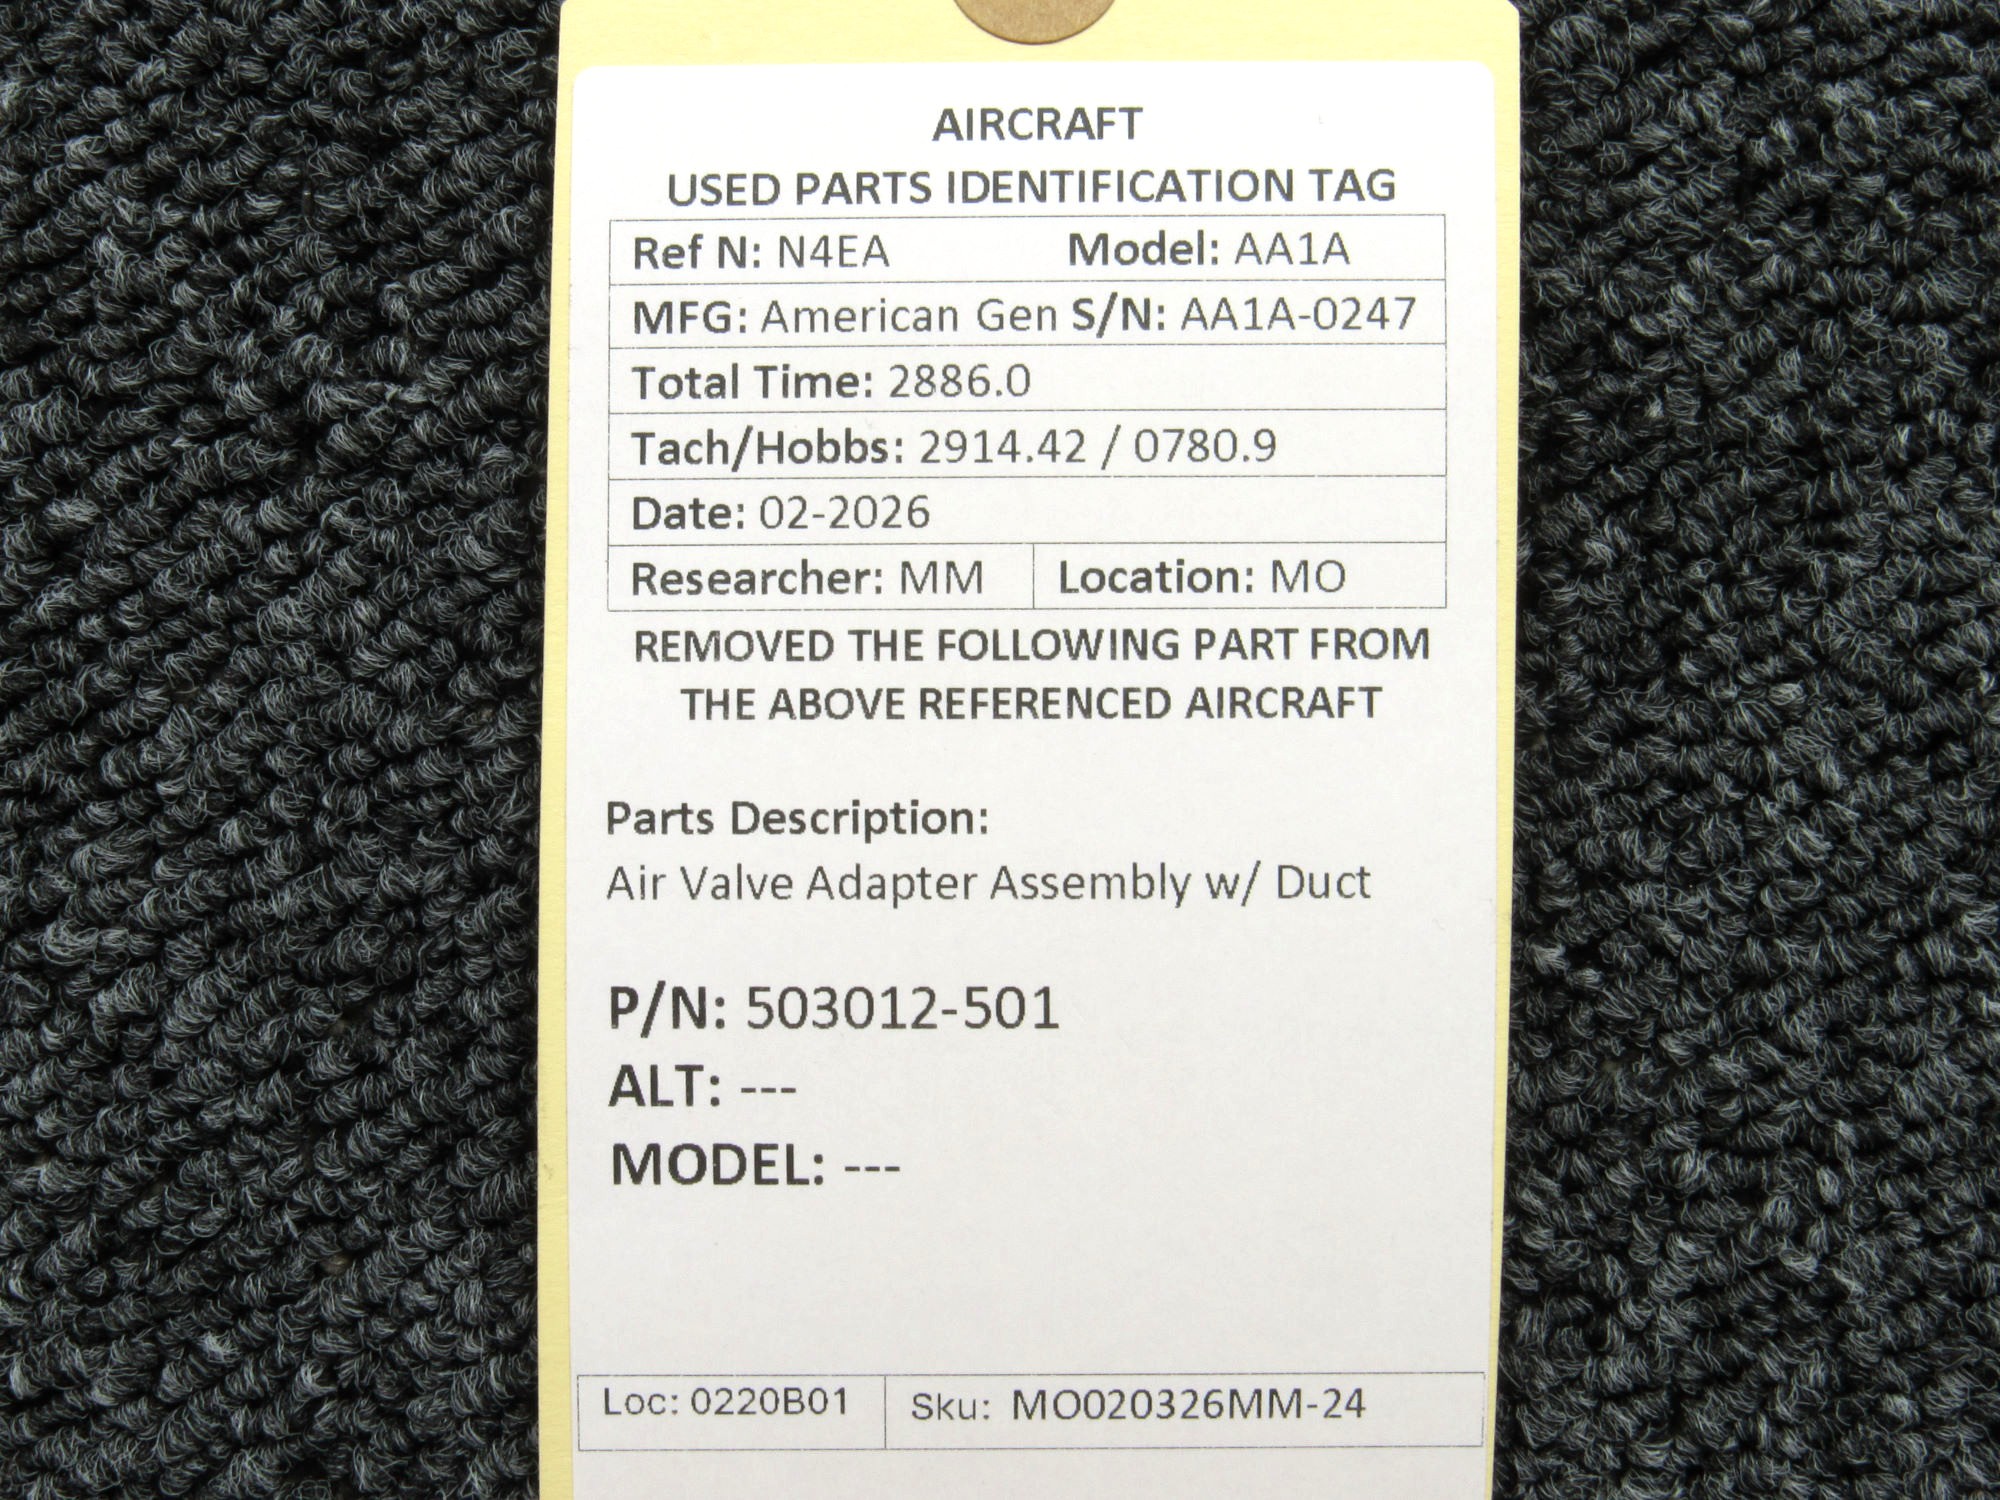 AIRCRAFT
USED PARTS IDENTIFICATION TAG
Ref N: N4EA Model: AA1A
MFG: American Gen S/N: AA1A-0247
Total Time: 2886.0
Tach/Hobbs: 2914.42 / 0780.9
Date: 02-2026
Researcher: MM Location: MO
REMOVED THE FOLLOWING PART FROM
THE ABOVE REFERENCED AIRCRAFT
Parts Description:
Air Valve Adapter Assembly w/ Duct
P/N: 503012-501
ALT: ---
MODEL: ---
Loc: 0220B01 Sku: MO020326MM-24